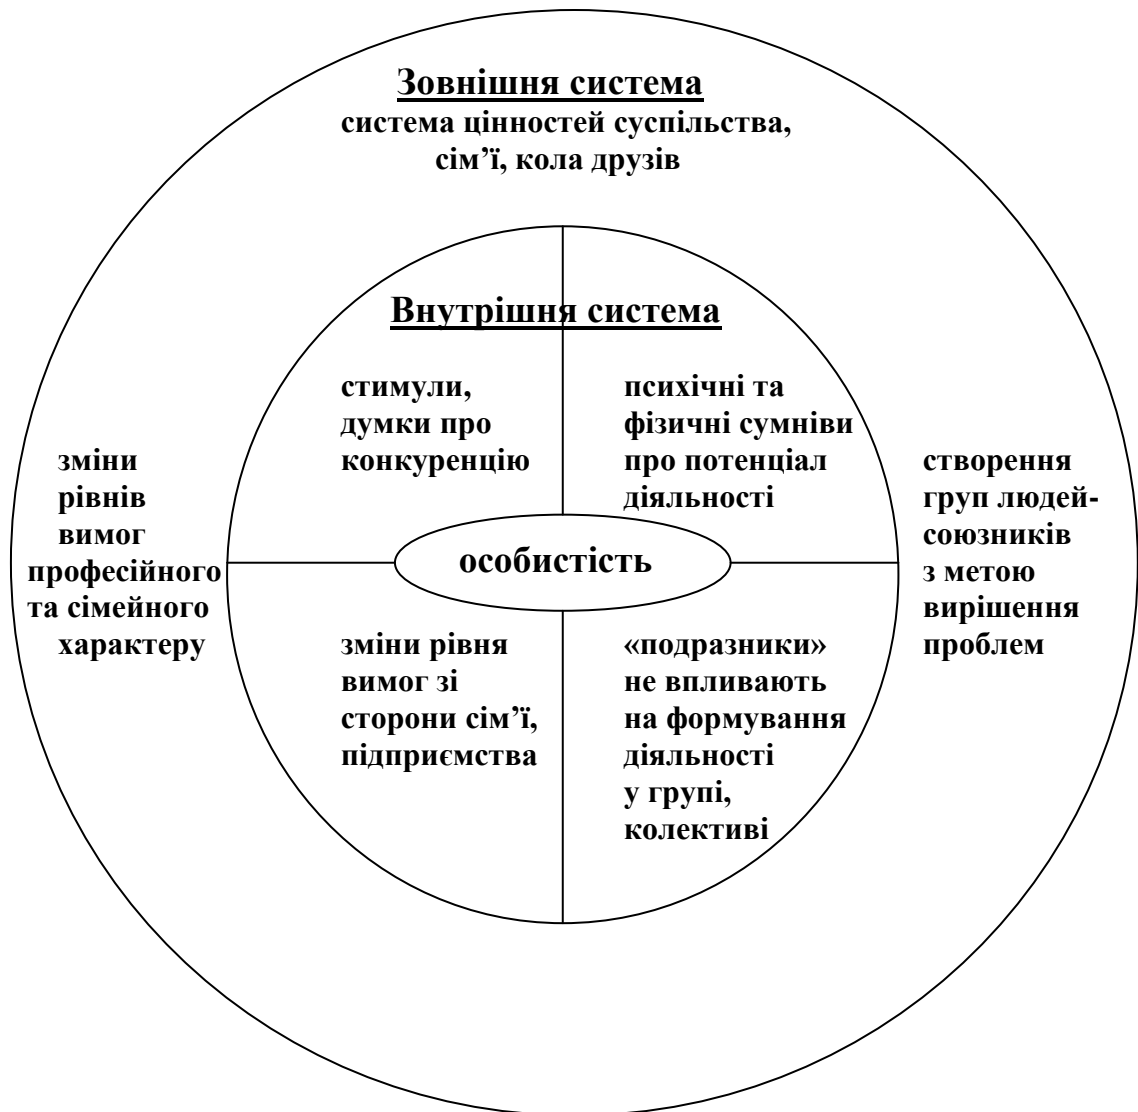 Зовнішня система
система цінностей суспільства,
сім’ї, кола друзів
Внутрішня система
стимули,
думки про
конкуренцію
психічні та
фізичні сумніви
про потенціал
діяльності
зміни
рівнів
вимог
професійного
та сімейного
характеру
особистість
створення
груп людей-
союзників
з метою
вирішення
проблем
зміни рівня
вимог зі
сторони сім’ї,
підприємства
«подразники»
не впливають
на формування
діяльності
у групі,
колективі